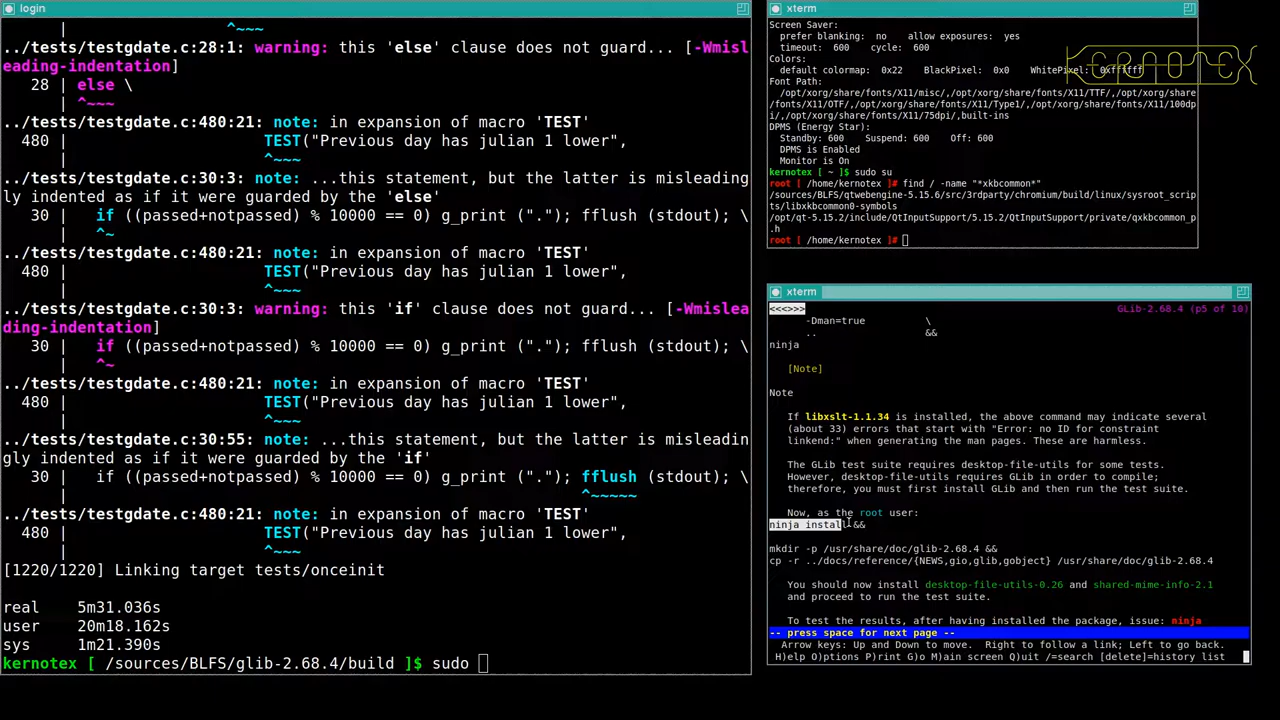 login
^~~~
../tests/testgdate.c:28:1: warning: this 'else' clause does not guard... [-Wmisl
eading-indentation]
28 | else \
| ^~~~
../tests/testgdate.c:480:21: note: in expansion of macro 'TEST'
480 | TEST("Previous day has julian 1 lower",
| ^~~~
../tests/testgdate.c:30:3: note: ...this statement, but the latter is misleading
ly indented as if it were guarded by the 'else'
30 | if ((passed+notpassed) % 10000 == 0) g_print ("."); fflush (stdout); \
| ^~
../tests/testgdate.c:480:21: note: in expansion of macro 'TEST'
480 | TEST("Previous day has julian 1 lower",
| ^~~~
../tests/testgdate.c:30:3: warning: this 'if' clause does not guard... [-Wmislea
ding-indentation]
30 | if ((passed+notpassed) % 10000 == 0) g_print ("."); fflush (stdout); \
| ^~
../tests/testgdate.c:480:21: note: in expansion of macro 'TEST'
480 | TEST("Previous day has julian 1 lower",
| ^~~~
../tests/testgdate.c:30:55: note: ...this statement, but the latter is misleadin
gly indented as if it were guarded by the 'if'
30 | if ((passed+notpassed) % 10000 == 0) g_print ("."); fflush (stdout); \
| ^~~~~~
../tests/testgdate.c:480:21: note: in expansion of macro 'TEST'
480 | TEST("Previous day has julian 1 lower",
| ^~~~
[1220/1220] Linking target tests/onceinit
real 5m31.036s
user 20m18.162s
sys 1m21.390s
kernotex [ /sources/BLFS/glib-2.68.4/build ]$ sudo
xterm
Screen Saver:
prefer blanking: no allow exposures: yes
timeout: 600 cycle: 600
Colors:
default colormap: 0x22 BlackPixel: 0x0 WhitePixel: 0xffffff
Font Path:
/opt/xorg/share/fonts/X11/misc/,/opt/xorg/share/fonts/X11/TTF/,/opt/xorg/share
/fonts/X11/OTF/,/opt/xorg/share/fonts/X11/Type1/,/opt/xorg/share/fonts/X11/100dp
i/,/opt/xorg/share/fonts/X11/75dpi/,built-ins
DPMS (Energy Star):
Standby: 600 Suspend: 600 Off: 600
DPMS is Enabled
Monitor is On
kernotex [ ~ ]$ sudo su
root [ /home/kernotex ]# find / -name "*xkbcommon*"
/sources/BLFS/qtwebengine-5.15.6/src/3rdparty/chromium/build/linux/sysroot_scrip
ts/libxkbcommon0-symbols
/opt/qt-5.15.2/include/QtInputSupport/5.15.2/QtInputSupport/private/qxkbcommon_p
.h
root [ /home/kernotex ]#
KERNOTEX
xterm
<<<>>> GLib-2.68.4 (p5 of 10)
-Dman=true \
.. &&
ninja
[Note]
Note
If libxslt-1.1.34 is installed, the above command may indicate several
(about 33) errors that start with "Error: no ID for constraint
linkend:" when generating the man pages. These are harmless.
The GLib test suite requires desktop-file-utils for some tests.
However, desktop-file-utils requires GLib in order to compile;
therefore, you must first install GLib and then run the test suite.
Now, as the root user:
ninja install &&
mkdir -p /usr/share/doc/glib-2.68.4 &&
cp -r ../docs/reference/{NEWS,gio,glib,gobject} /usr/share/doc/glib-2.68.4
You should now install desktop-file-utils-0.26 and shared-mime-info-2.1
and proceed to run the test suite.
To test the results, after having installed the package, issue: ninja
-- press space for next page --
Arrow keys: Up and Down to move. Right to follow a link; Left to go back.
H)elp O)ptions P)rint G)o M)ain screen Q)uit /=search [delete]=history list